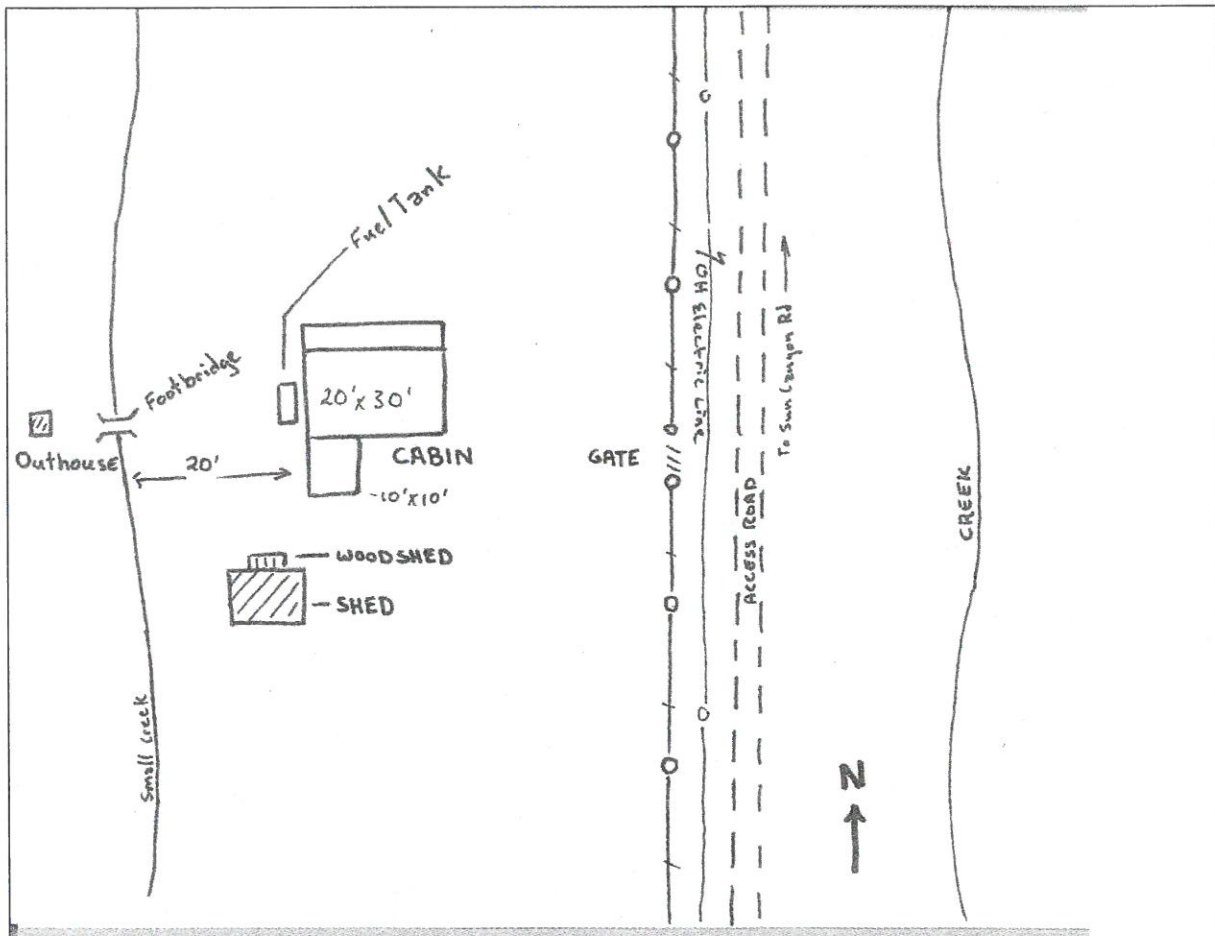 Fuel Tank
Footbridge
20' x 30'
Outhouse
20'
CABIN
GATE
~10'x10'
WOODSHED
SHED
OH Electric Line
To Sun Canyon Rd
ACCESS ROAD
CREEK
Small Creek
N